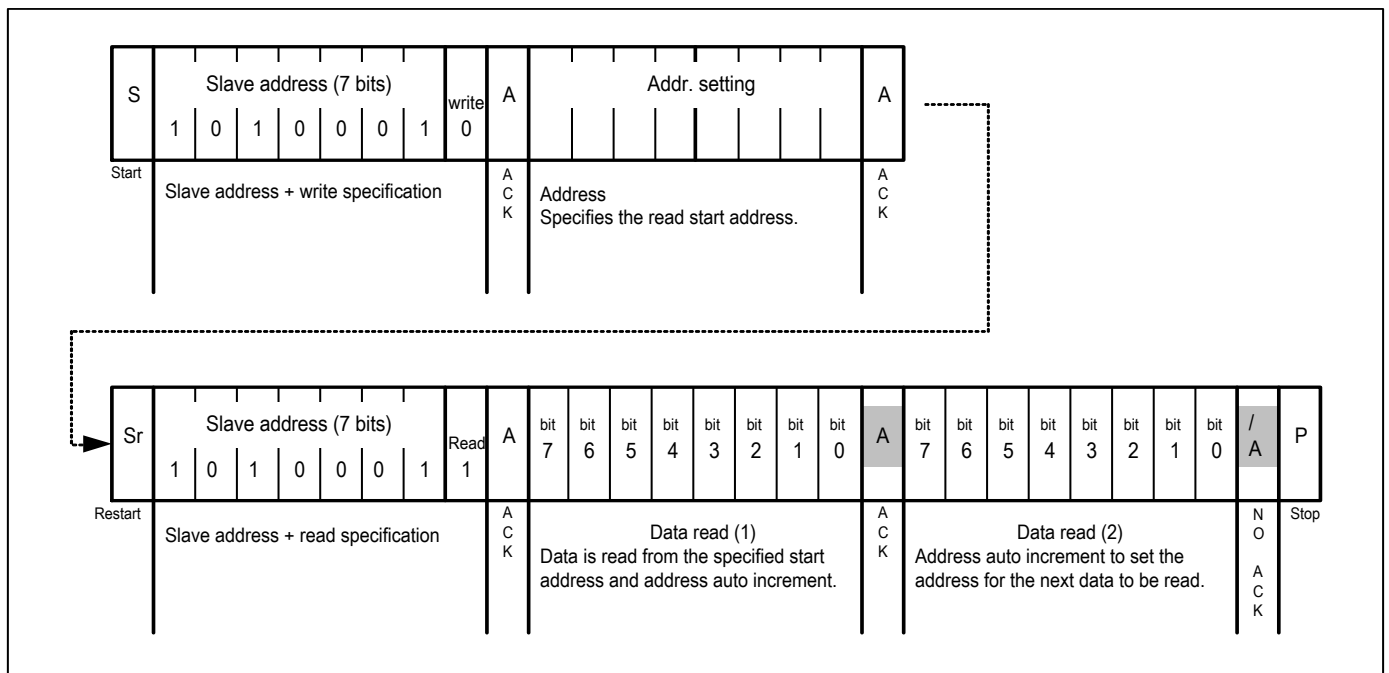 S Slave address (7 bits) write A Addr. setting A
1 0 1 0 0 0 1 0
Start
Slave address + write specification
A C K
Address
Specifies the read start address.
A C K
Sr Slave address (7 bits) Read A bit 7 bit 6 bit 5 bit 4 bit 3 bit 2 bit 1 bit 0 A bit 7 bit 6 bit 5 bit 4 bit 3 bit 2 bit 1 bit 0 / A P
1 0 1 0 0 0 1 1
Restart
Slave address + read specification
A C K
Data read (1)
Data is read from the specified start
address and address auto increment.
A C K
Data read (2)
Address auto increment to set the
address for the next data to be read.
N O A C K
Stop